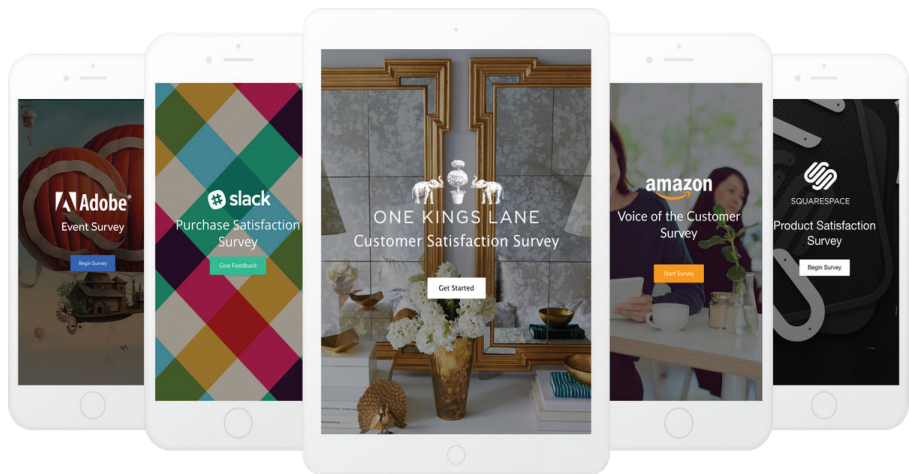 Adobe®
Event Survey
Begin Survey
slack
Purchase Satisfaction
Survey
Give Feedback
ONE KINGS LANE
Customer Satisfaction Survey
Get Started
amazon
Voice of the Customer
Survey
Start Survey
SQUARESPACE
Product Satisfaction
Survey
Begin Survey